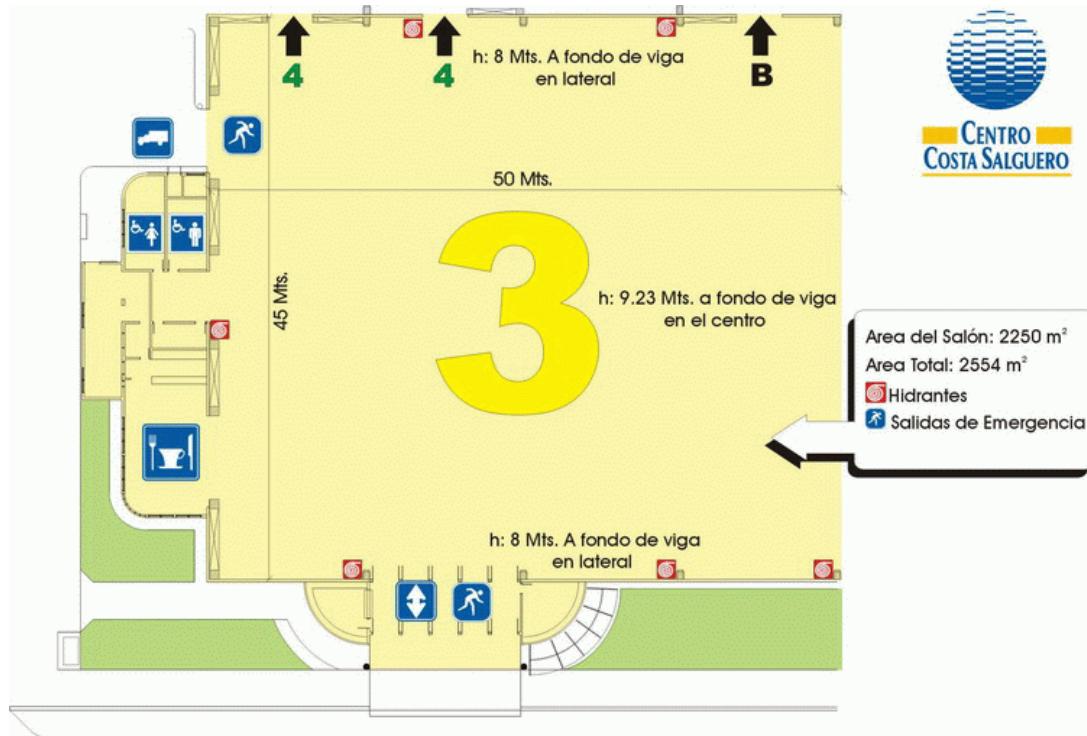 4
4
h: 8 Mts. A fondo de viga
en lateral
B
CENTRO
COSTA SALGUERO
50 Mts.
3
45 Mts.
h: 9.23 Mts. a fondo de viga
en el centro
Area del Salón: 2250 m²
Area Total: 2554 m²
Hidrantes
Salidas de Emergencia
h: 8 Mts. A fondo de viga
en lateral